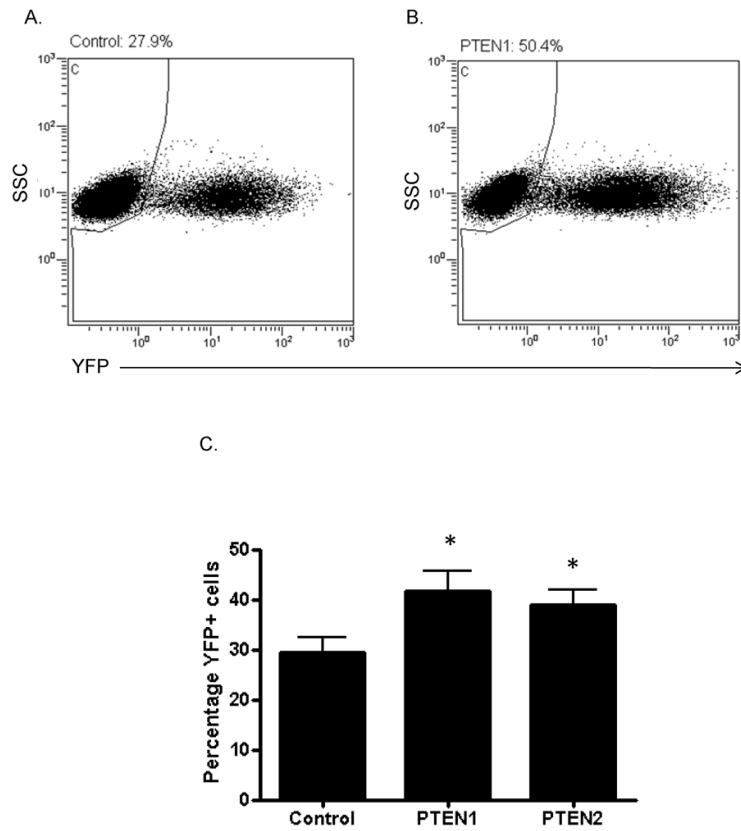 A.
B.
Control: 27.9%
PTEN1: 50.4%
10³
C
10²
SSC
10¹
10⁰
10⁰ 10¹ 10² 10³
10³
C
10²
SSC
10¹
10⁰
10⁰ 10¹ 10² 10³
YFP
C.
Percentage YFP+ cells
50
40
30
20
10
0
* *
Control PTEN1 PTEN2